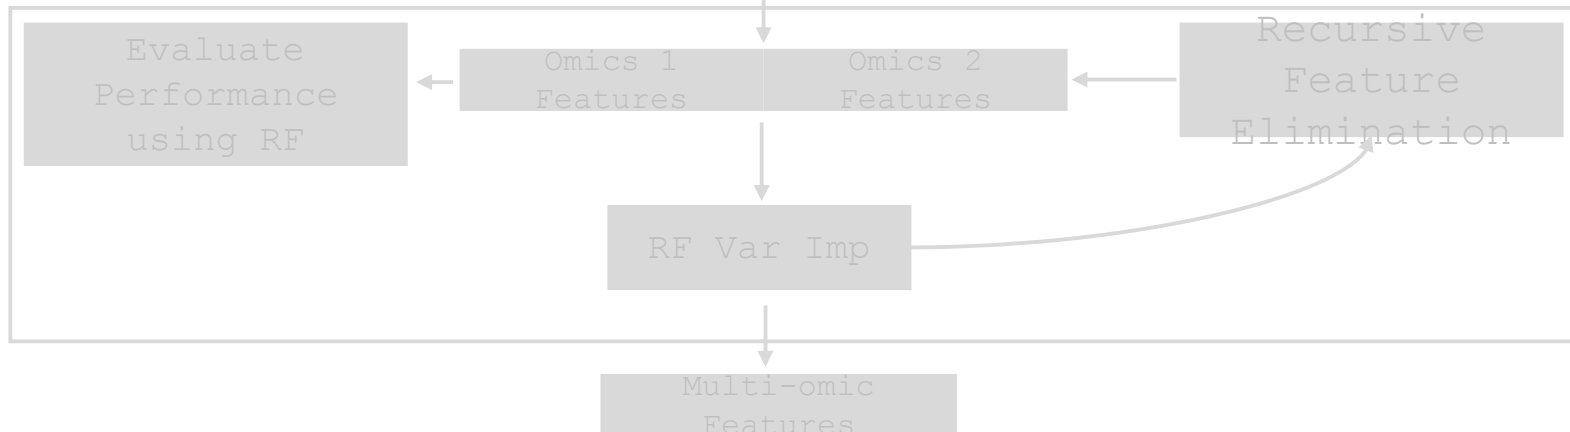 Evaluate
Performance
using RF
Omics 1
Features
Omics 2
Features
Recursive
Feature
Elimination
RF Var Imp
Multi-omic
Features